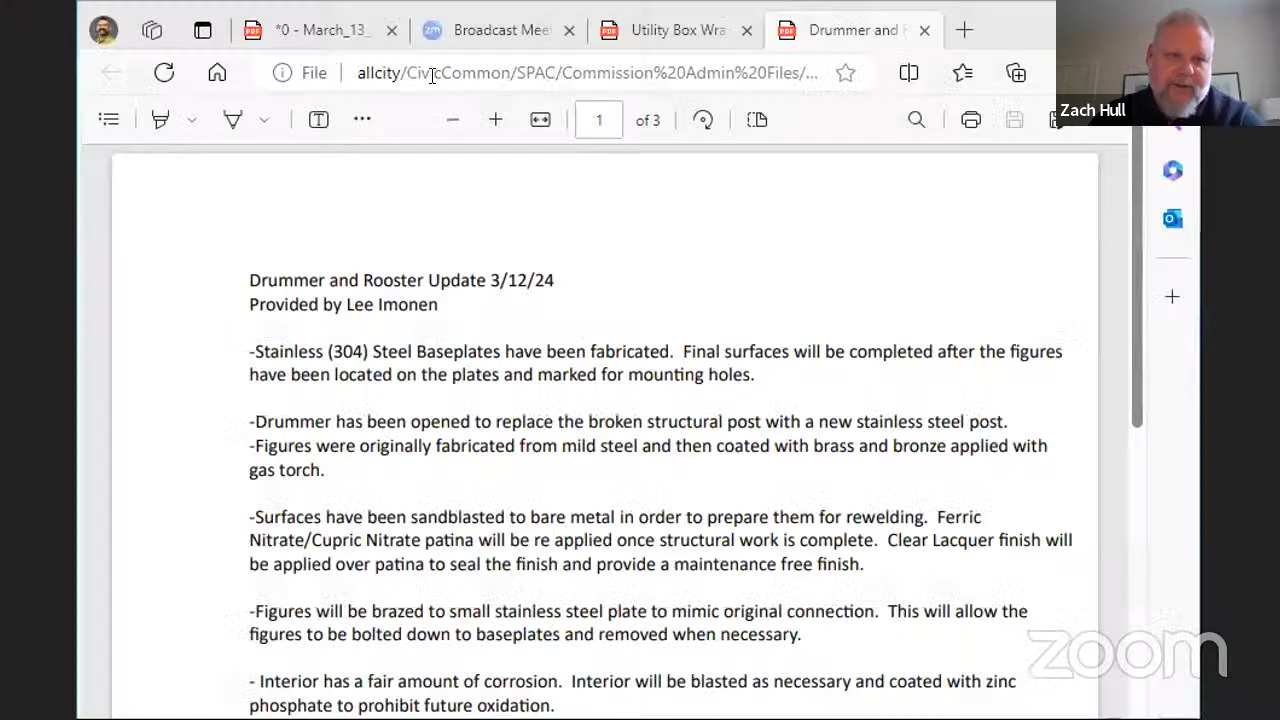 *0 - March_13_
zm
Broadcast Mee
Utility Box Wra
Drummer and
File
allcity/CivicCommon/SPAC/Commission%20Admin%20Files/...
Zach Hull
1
of 3
Drummer and Rooster Update 3/12/24
Provided by Lee Imonen
-Stainless (304) Steel Baseplates have been fabricated.  Final surfaces will be completed after the figures
have been located on the plates and marked for mounting holes.
-Drummer has been opened to replace the broken structural post with a new stainless steel post.
-Figures were originally fabricated from mild steel and then coated with brass and bronze applied with
gas torch.
-Surfaces have been sandblasted to bare metal in order to prepare them for rewelding.  Ferric
Nitrate/Cupric Nitrate patina will be re applied once structural work is complete.  Clear Lacquer finish will
be applied over patina to seal the finish and provide a maintenance free finish.
-Figures will be brazed to small stainless steel plate to mimic original connection.  This will allow the
figures to be bolted down to baseplates and removed when necessary.
zoom
- Interior has a fair amount of corrosion.  Interior will be blasted as necessary and coated with zinc
phosphate to prohibit future oxidation.